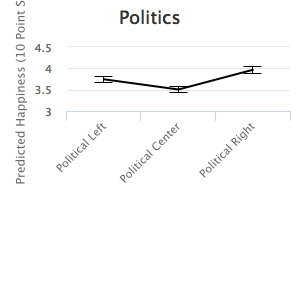 Politics
Predicted Happiness (10 Point S
4.5
4
3.5
3
Political Left
Political Center
Political Right